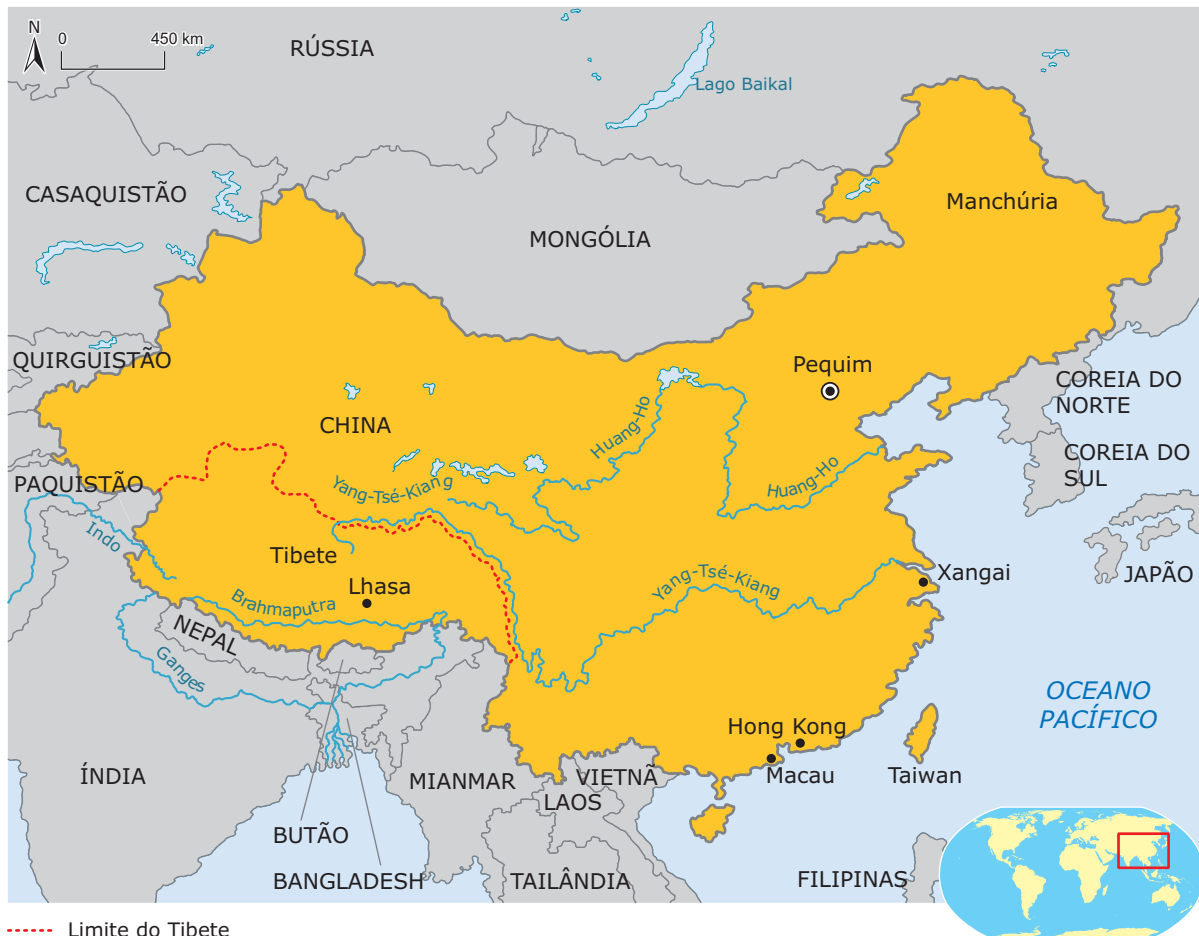 N
0 450 km
RÚSSIA
Lago Baikal
CASAQUISTÃO
Manchúria
MONGÓLIA
QUIRGUISTÃO
Pequim
COREIA DO
NORTE
CHINA
Huang-Ho
COREIA DO
SUL
PAQUISTÃO
Yang-Tsé-Kiang
Huang-Ho
Indo
Tibete
Lhasa
Yang-Tsé-Kiang
Xangai
JAPÃO
Brahmaputra
NEPAL
Ganges
OCEANO
PACÍFICO
Hong Kong
ÍNDIA
MIANMAR
VIETNÃ
Macau
Taiwan
LAOS
BUTÃO
BANGLADESH
TAILÂNDIA
FILIPINAS
Limite do Tibete